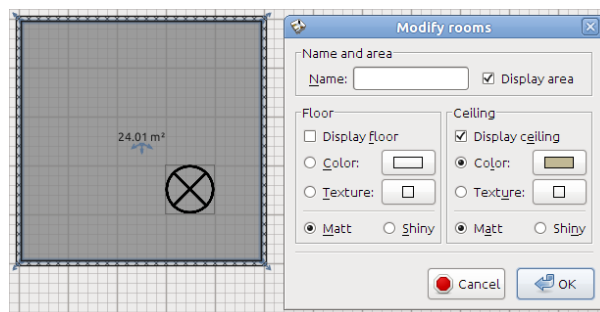 Modify rooms
Name and area
Name:
Display area
24.01 m²
Floor
Display floor
Color:
Texture:
Matt Shiny
Ceiling
Display ceiling
Color:
Texture:
Matt Shiny
Cancel OK